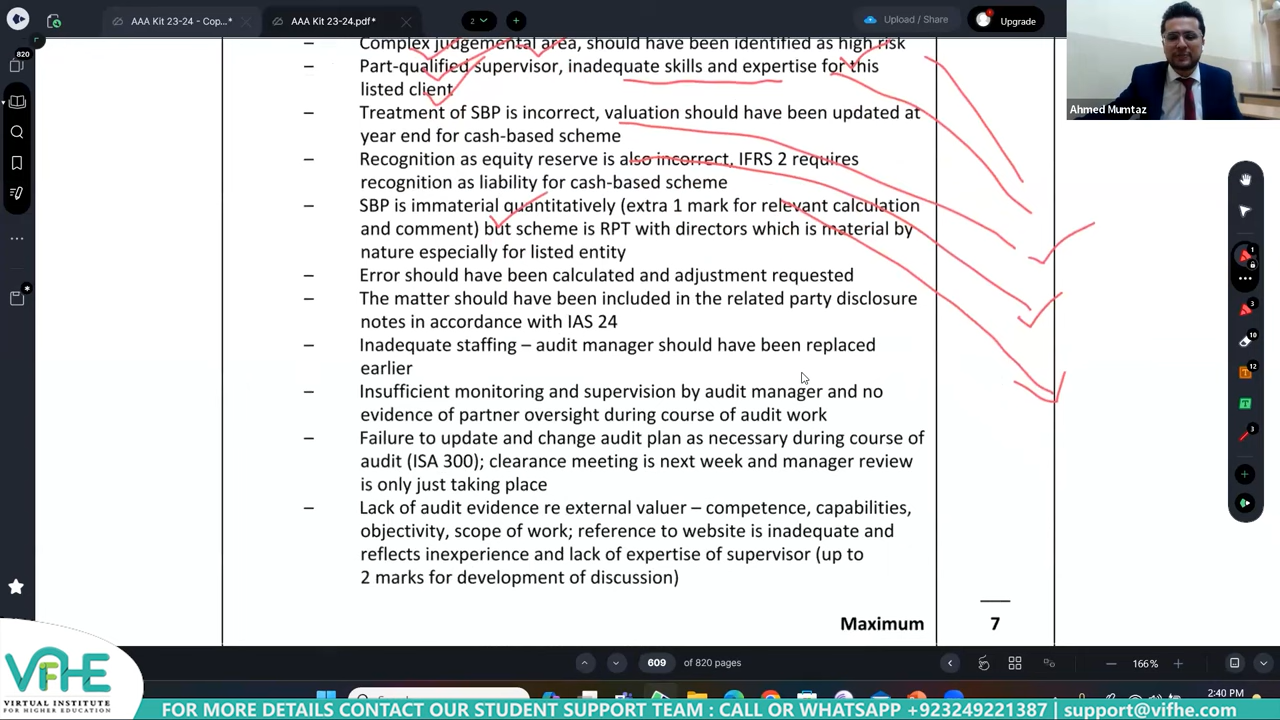 AAA Kit 23-24 - Cop...*
AAA Kit 23-24.pdf*
2
Upload / Share
Upgrade
820
Complex judgemental area, should have been identified as high risk
– Part-qualified supervisor, inadequate skills and expertise for this
listed client
– Treatment of SBP is incorrect, valuation should have been updated at
year end for cash-based scheme
– Recognition as equity reserve is also incorrect, IFRS 2 requires
recognition as liability for cash-based scheme
– SBP is immaterial quantitatively (extra 1 mark for relevant calculation
and comment) but scheme is RPT with directors which is material by
nature especially for listed entity
– Error should have been calculated and adjustment requested
– The matter should have been included in the related party disclosure
notes in accordance with IAS 24
– Inadequate staffing – audit manager should have been replaced
earlier
– Insufficient monitoring and supervision by audit manager and no
evidence of partner oversight during course of audit work
– Failure to update and change audit plan as necessary during course of
audit (ISA 300); clearance meeting is next week and manager review
is only just taking place
– Lack of audit evidence re external valuer – competence, capabilities,
objectivity, scope of work; reference to website is inadequate and
reflects inexperience and lack of expertise of supervisor (up to
2 marks for development of discussion)
Maximum 7
Ahmed Mumtaz
1
3
10
12
3
609 of 820 pages
166%
2:40 PM
VIFHE
VIRTUAL INSTITUTE
FOR HIGHER EDUCATION
FOR MORE DETAILS CONTACT OUR STUDENT SUPPORT TEAM : CALL OR WHATSAPP +923249221387 | support@vifhe.com